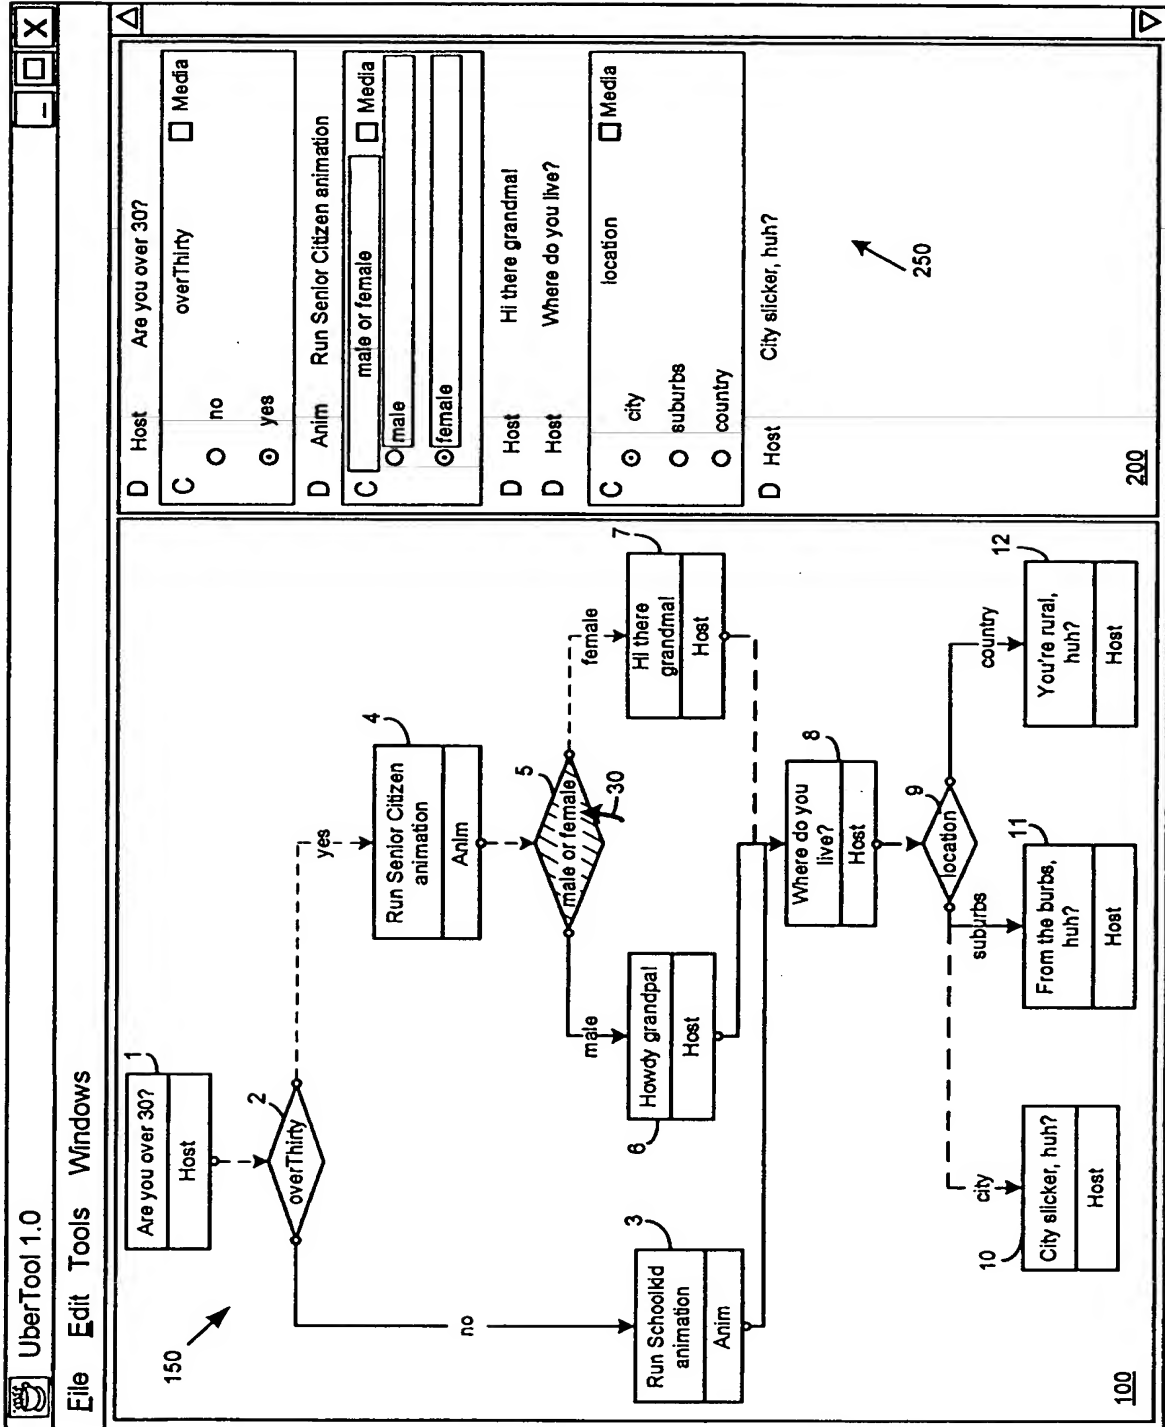 UberTool 1.0
_ □ X
File Edit Tools Windows
150
Are you over 30?
Host
1
overThirty
2
no
yes
Run Schoolkid
animation
Anim
3
Run Senior Citizen
animation
Anim
4
male or female
5
30
male
female
Howdy grandpa!
Host
6
Hi there
grandma!
Host
7
Where do you
live?
Host
8
location
9
city
suburbs
country
City slicker, huh?
Host
10
From the burbs,
huh?
Host
11
You're rural,
huh?
Host
12
100
D Host Are you over 30?
C overThirty Media
no
yes
D Anim Run Senior Citizen animation
C male or female Media
male
female
D Host Hi there grandma!
D Host Where do you live?
C location Media
city
suburbs
country
D Host City slicker, huh?
250
200